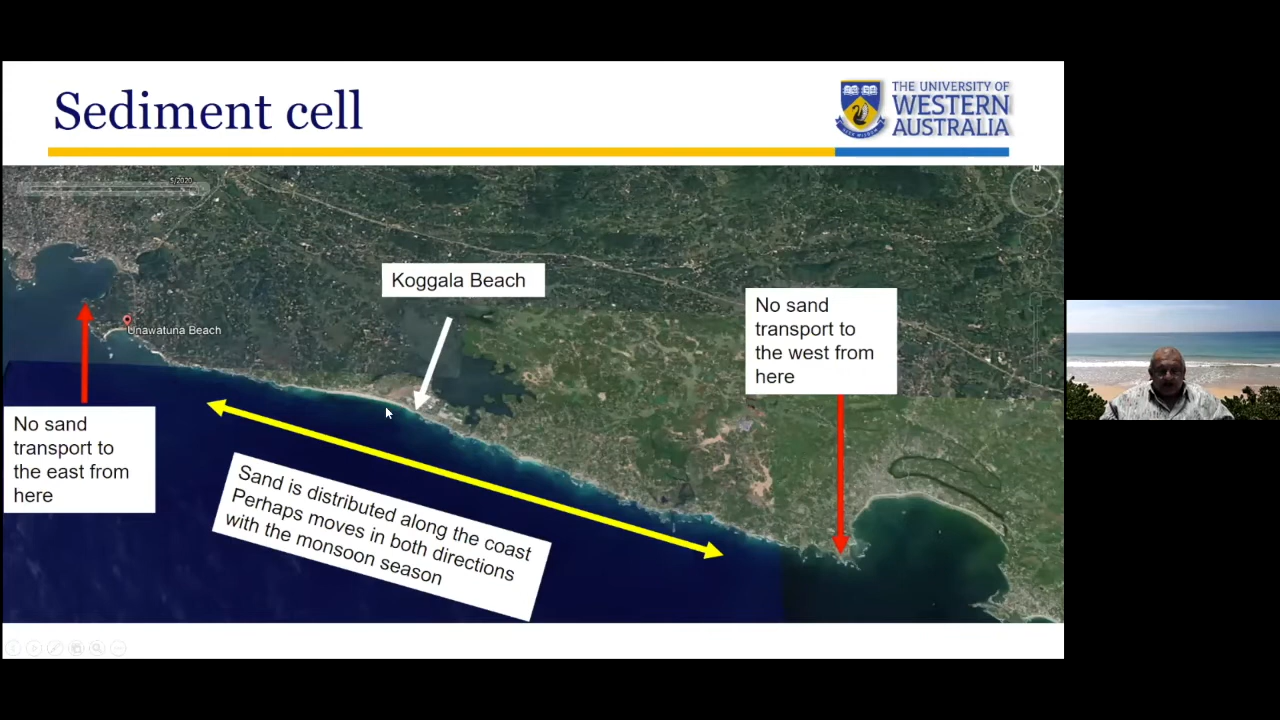 Sediment cell
THE UNIVERSITY OF
WESTERN
AUSTRALIA
5/2020
N
Koggala Beach
No sand
transport to
the west from
here
Unawatuna Beach
No sand
transport to
the east from
here
Sand is distributed along the coast
Perhaps moves in both directions
with the monsoon season